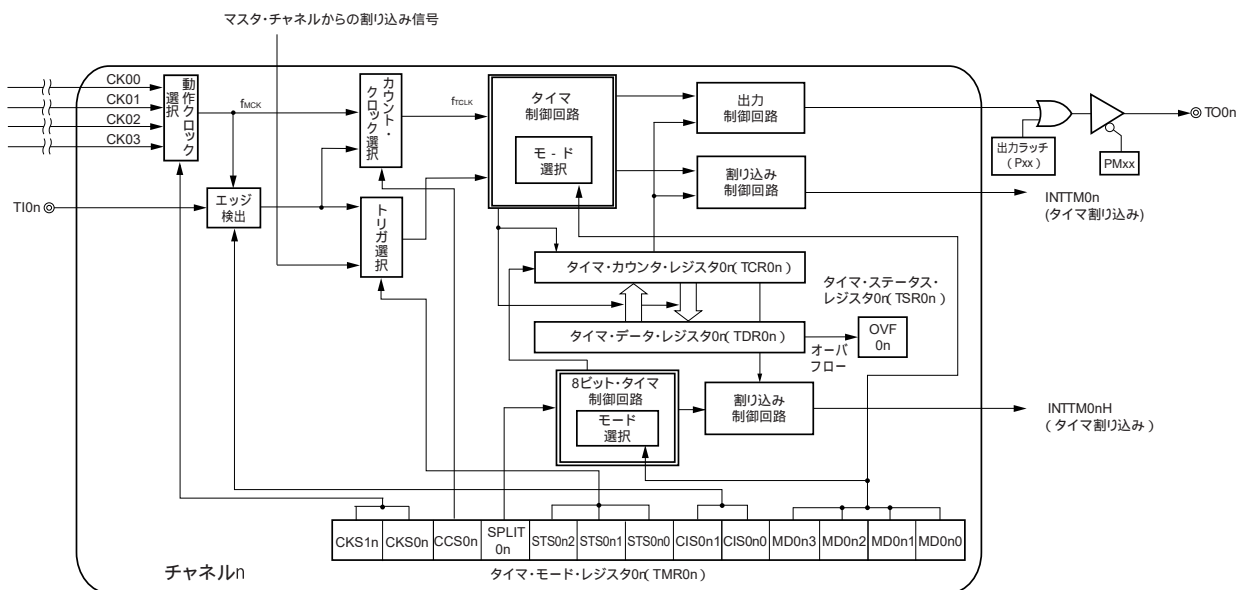 マスタ・チャネルからの割り込み信号
CK00
CK01
CK02
CK03
動作クロック
選択
fMCK
カウント・
クロック選択
fTCLK
タイマ
制御回路
モ - ド
選択
出力
制御回路
出力ラッチ
(Pxx)
PMxx
TO0n
割り込み
制御回路
INTTM0n
(タイマ割り込み)
TI0n
エッジ
検出
トリガ
選択
タイマ・カウンタ・レジスタ0n(TCR0n)
タイマ・ステータス・
レジスタ0n(TSR0n)
タイマ・データ・レジスタ0n(TDR0n)
オーバ
フロー
OVF
0n
8ビット・タイマ
制御回路
モード
選択
割り込み
制御回路
INTTM0nH
(タイマ割り込み)
CKS1n CKS0n CCS0n SPLIT
0n STS0n2 STS0n1 STS0n0 CIS0n1 CIS0n0 MD0n3 MD0n2 MD0n1 MD0n0
チャネルn
タイマ・モード・レジスタ0n(TMR0n)